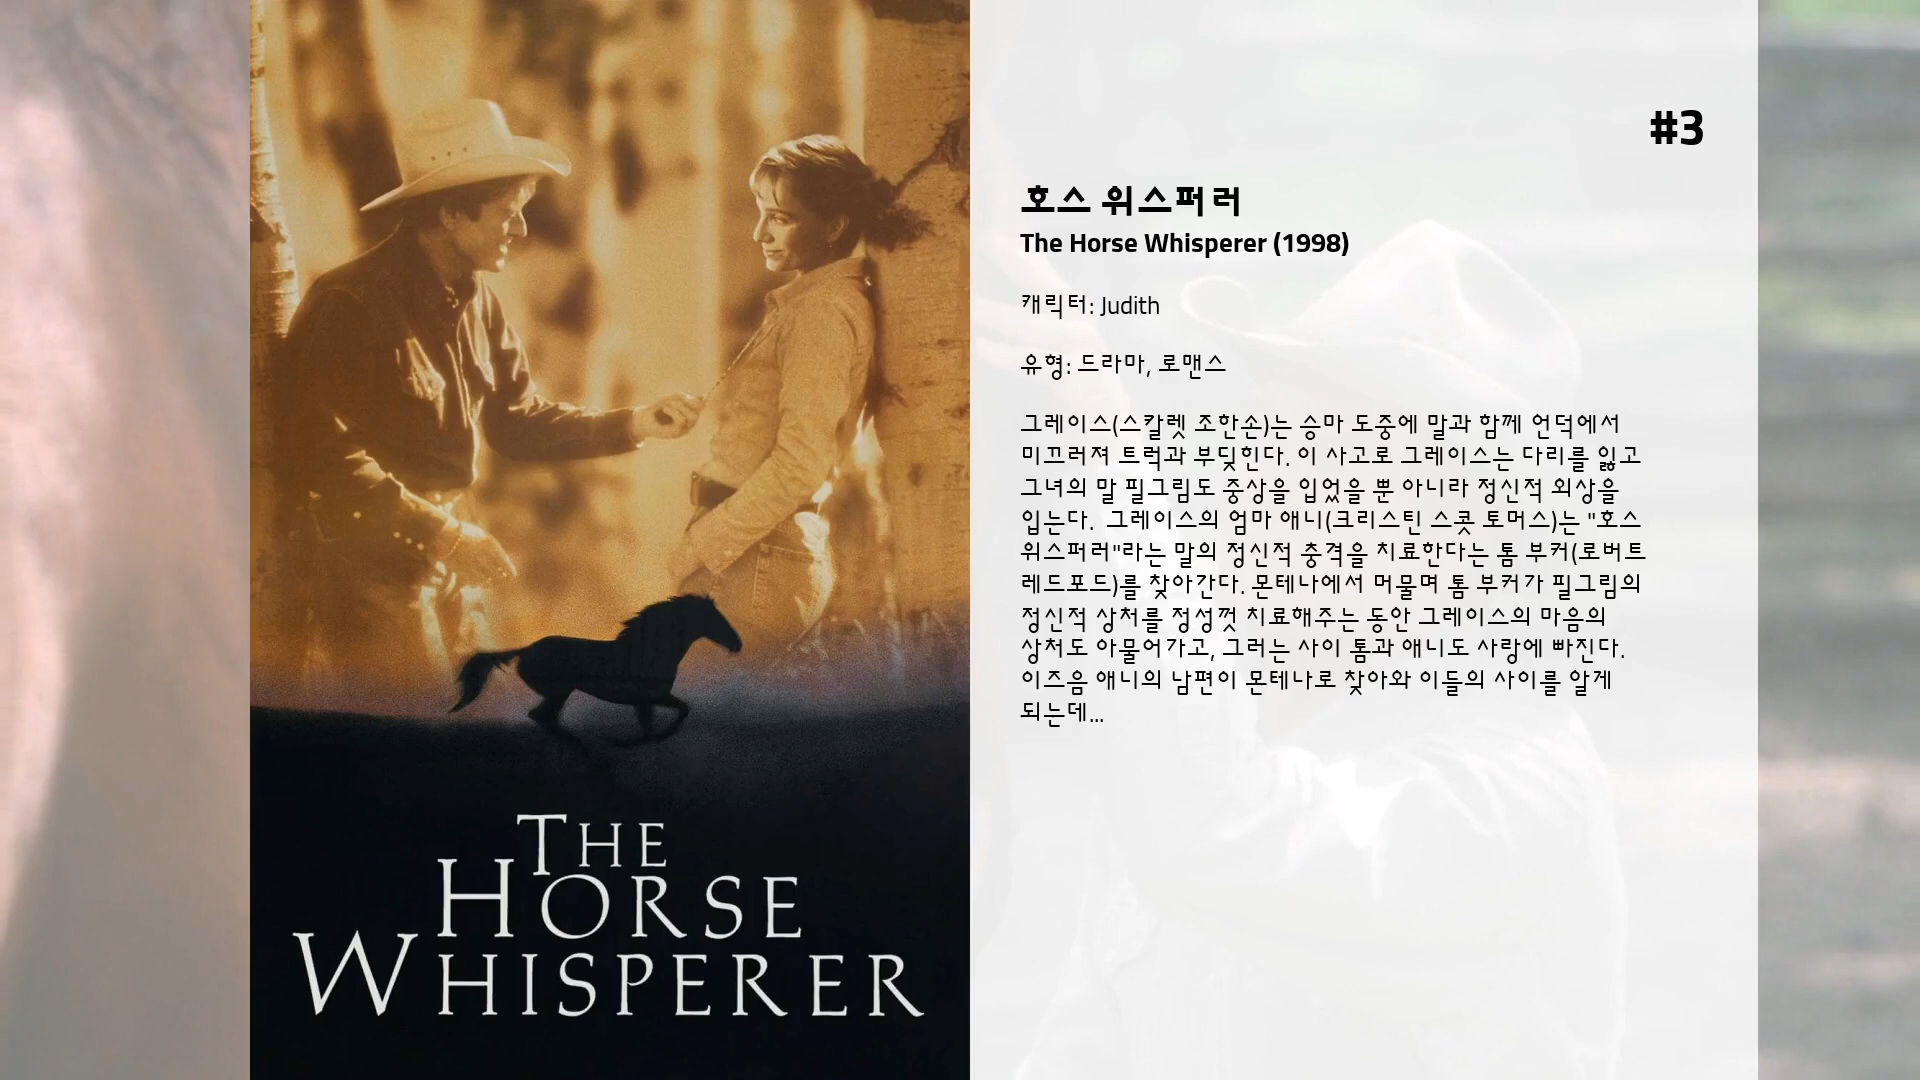 THE
HORSE
WHISPERER
#3
호스 위스퍼러
The Horse Whisperer (1998)
캐릭터: Judith
유형: 드라마, 로맨스
그레이스(스칼렛 조한손)는 승마 도중에 말과 함께 언덕에서
미끄러져 트럭과 부딪힌다. 이 사고로 그레이스는 다리를 잃고
그녀의 말 필그림도 중상을 입었을 뿐 아니라 정신적 외상을
입는다.  그레이스의 엄마 애니(크리스틴 스콧 토머스)는 "호스
위스퍼러"라는 말의 정신적 충격을 치료한다는 톰 부커(로버트
레드포드)를 찾아간다. 몬테나에서 머물며 톰 부커가 필그림의
정신적 상처를 정성껏 치료해주는 동안 그레이스의 마음의
상처도 아물어가고, 그러는 사이 톰과 애니도 사랑에 빠진다.
이즈음 애니의 남편이 몬테나로 찾아와 이들의 사이를 알게
되는데...